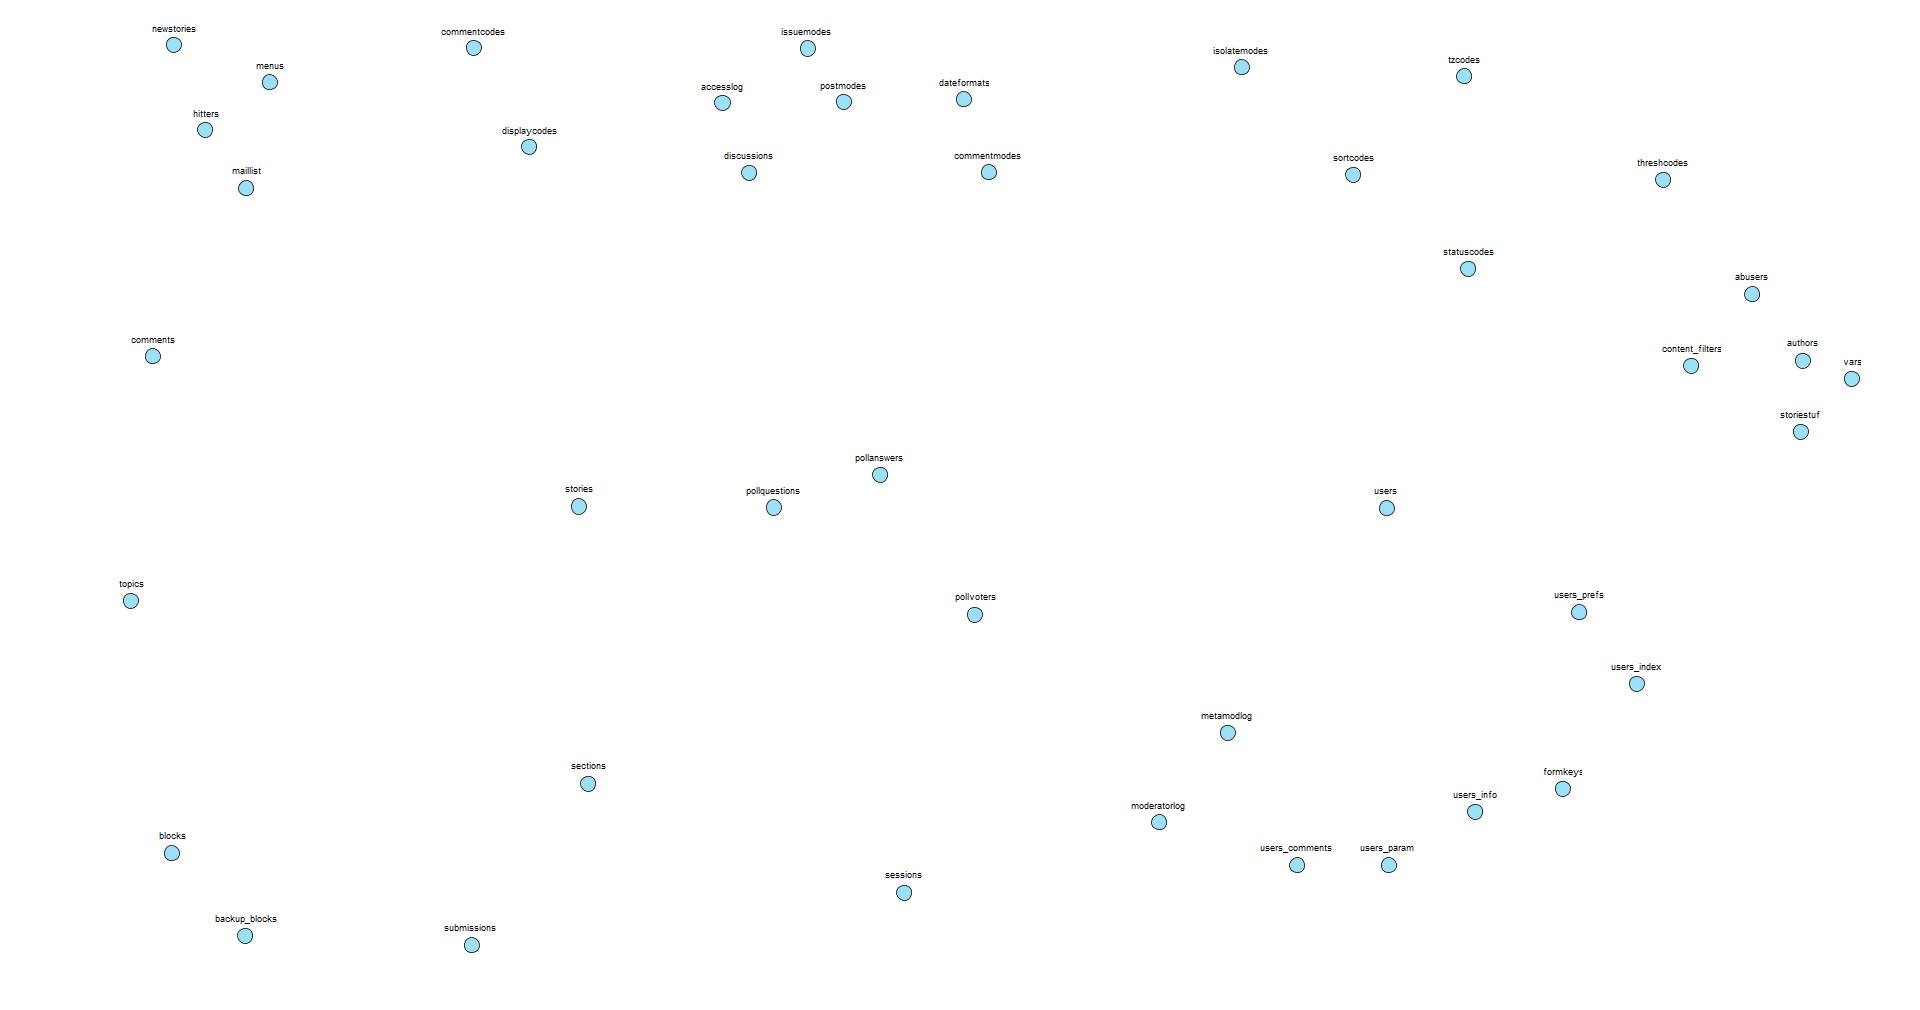 newstories
commentcodes
issuemodes
isolatemodes
tzcodes
menus
accesslog
postmodes
dateformats
hitters
displaycodes
discussions
commentmodes
sortcodes
threshcodes
maillist
statuscodes
abusers
comments
content_filters
authors
vars
storiestuf
pollanswers
stories
pollquestions
users
topics
pollvoters
users_prefs
users_index
metamodlog
sections
formkeys
users_info
moderatorlog
blocks
users_comments
users_param
sessions
backup_blocks
submissions